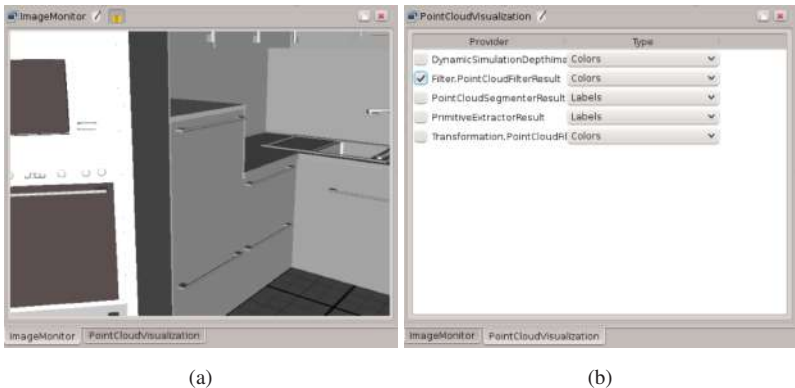 ImageMonitor
ImageMonitor PointCloudVisualization
(a)
PointCloudVisualization
Provider Type
DynamicSimulationDepthIma Colors
Filter.PointCloudFilterResult Colors
PointCloudSegmenterResult Labels
PrimitiveExtractorResult Labels
Transformation.PointCloudRe Colors
ImageMonitor PointCloudVisualization
(b)